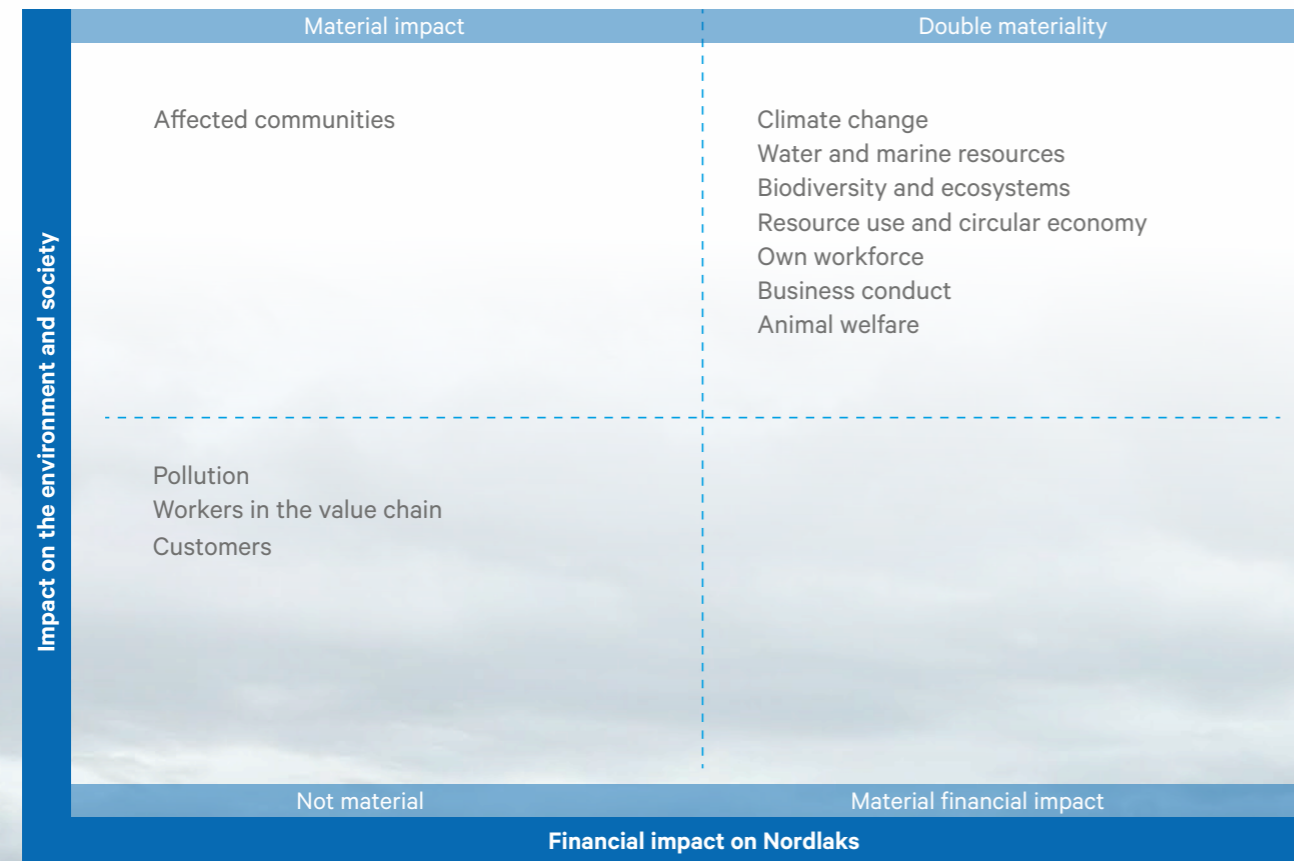 Material impact
Double materiality
Affected communities
Climate change
Water and marine resources
Biodiversity and ecosystems
Resource use and circular economy
Own workforce
Business conduct
Animal welfare
Impact on the environment and society
Pollution
Workers in the value chain
Customers
Not material
Material financial impact
Financial impact on Nordlaks